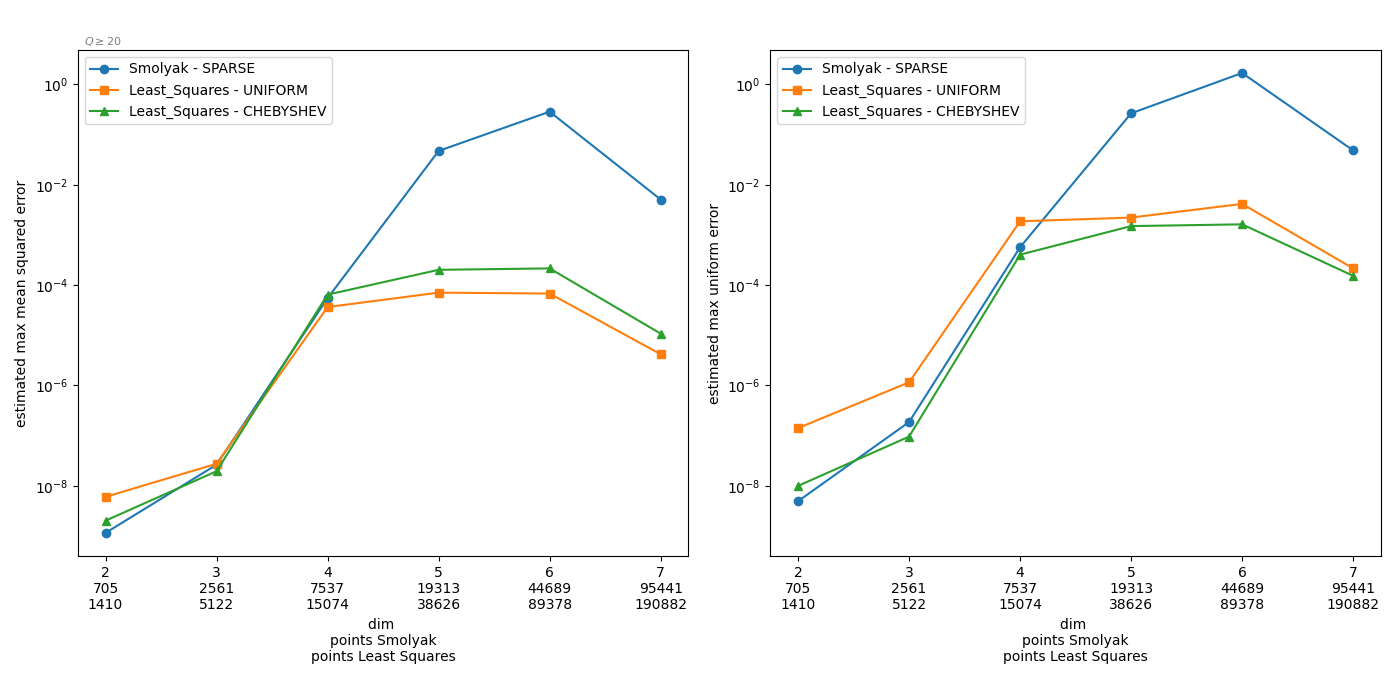 Q ≥ 20
Smolyak - SPARSE
Least_Squares - UNIFORM
Least_Squares - CHEBYSHEV
estimated max mean squared error
10^0
10^-2
10^-4
10^-6
10^-8
2 3 4 5 6 7
705 2561 7537 19313 44689 95441
1410 5122 15074 38626 89378 190882
dim
points Smolyak
points Least Squares
Smolyak - SPARSE
Least_Squares - UNIFORM
Least_Squares - CHEBYSHEV
estimated max uniform error
10^0
10^-2
10^-4
10^-6
10^-8
2 3 4 5 6 7
705 2561 7537 19313 44689 95441
1410 5122 15074 38626 89378 190882
dim
points Smolyak
points Least Squares